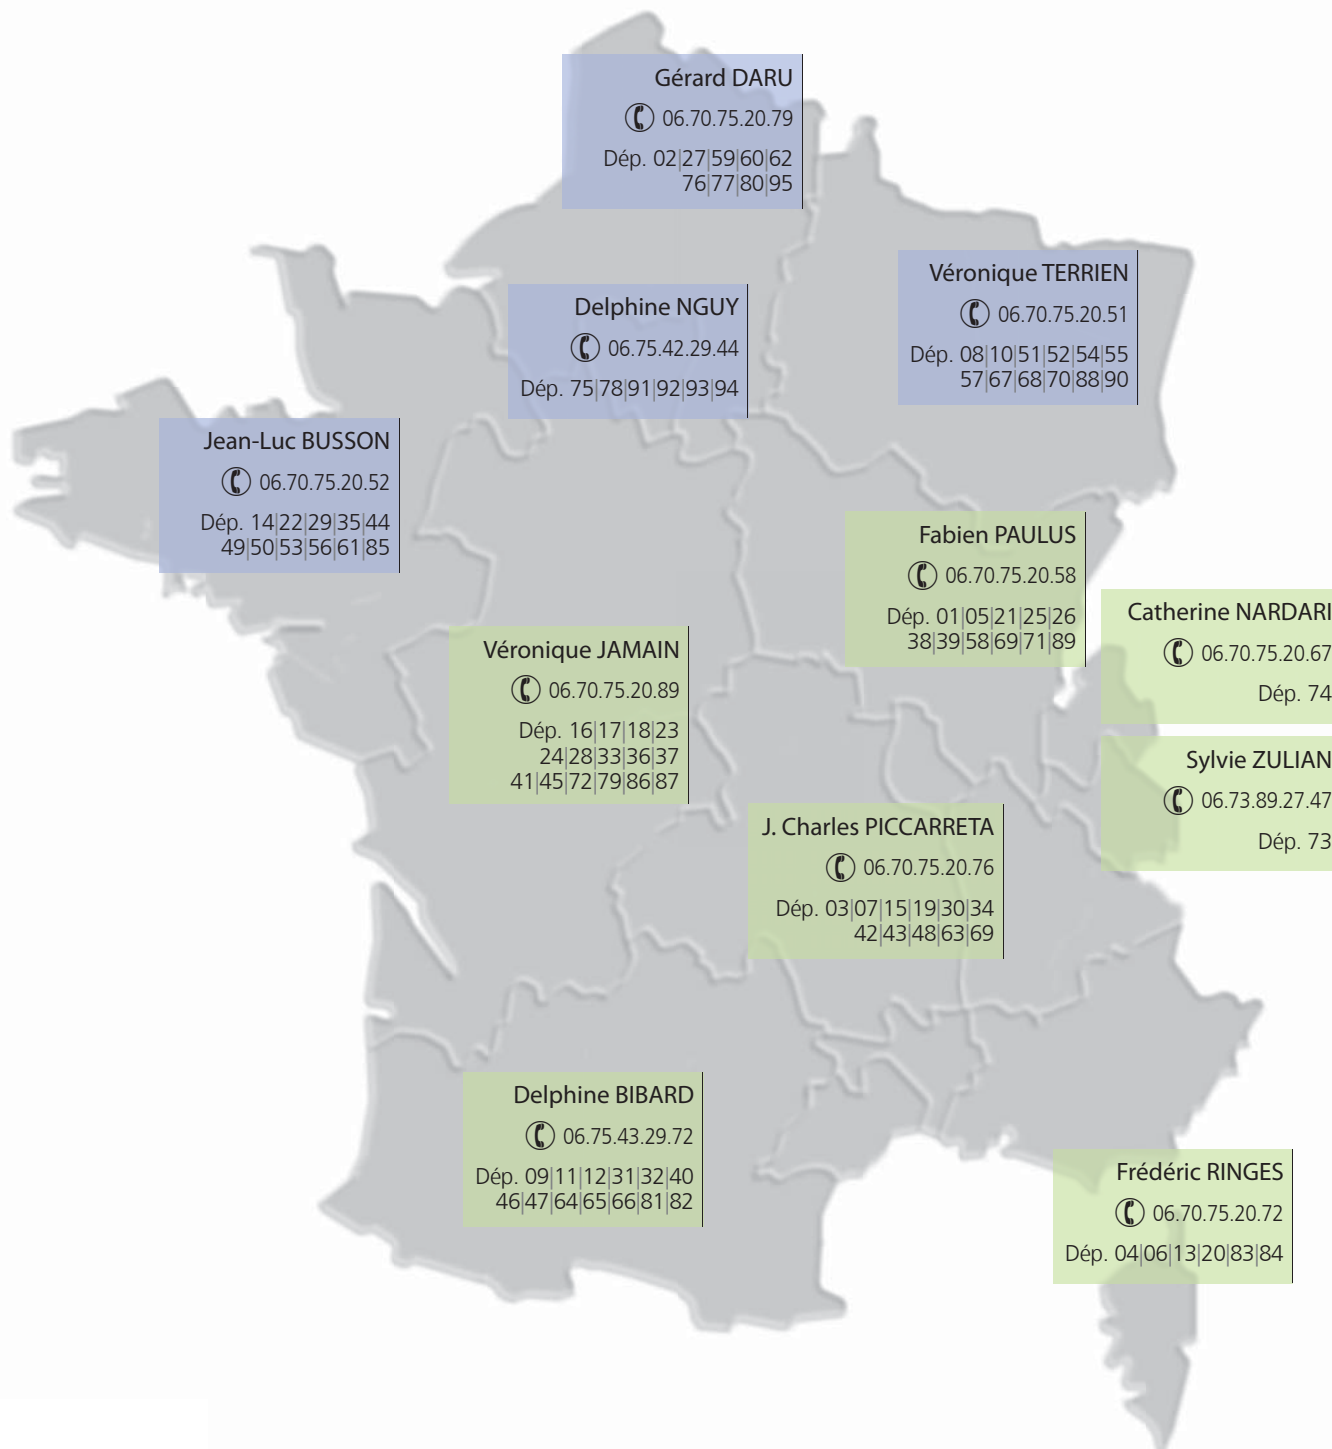 Gérard DARU
06.70.75.20.79
Dép. 02|27|59|60|62
76|77|80|95
Véronique TERRIEN
06.70.75.20.51
Dép. 08|10|51|52|54|55
57|67|68|70|88|90
Delphine NGUY
06.75.42.29.44
Dép. 75|78|91|92|93|94
Jean-Luc BUSSON
06.70.75.20.52
Dép. 14|22|29|35|44
49|50|53|56|61|85
Fabien PAULUS
06.70.75.20.58
Dép. 01|05|21|25|26
38|39|58|69|71|89
Catherine NARDARI
06.70.75.20.67
Dép. 74
Véronique JAMAIN
06.70.75.20.89
Dép. 16|17|18|23
24|28|33|36|37
41|45|72|79|86|87
Sylvie ZULIAN
06.73.89.27.47
Dép. 73
J. Charles PICCARRETA
06.70.75.20.76
Dép. 03|07|15|19|30|34
42|43|48|63|69
Delphine BIBARD
06.75.43.29.72
Dép. 09|11|12|31|32|40
46|47|64|65|66|81|82
Frédéric RINGES
06.70.75.20.72
Dép. 04|06|13|20|83|84